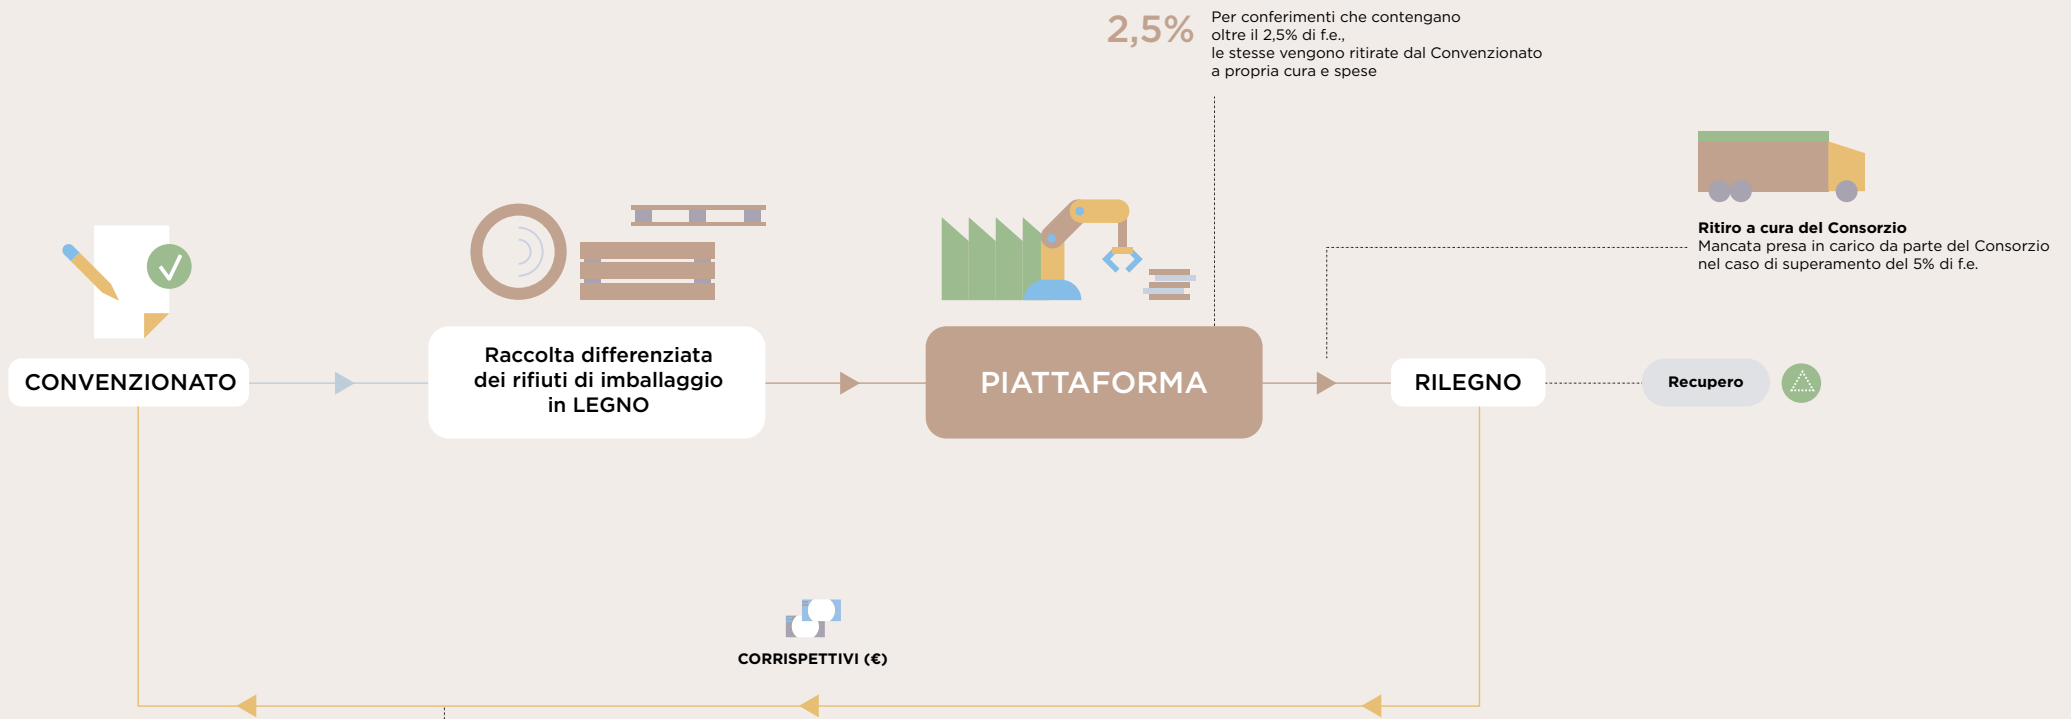 2,5%
Per conferimenti che contengano
oltre il 2,5% di f.e.,
le stesse vengono ritirate dal Convenzionato
a propria cura e spese
Ritiro a cura del Consorzio
Mancata presa in carico da parte del Consorzio
nel caso di superamento del 5% di f.e.
CONVENZIONATO
Raccolta differenziata
dei rifiuti di imballaggio
in LEGNO
PIATTAFORMA
RILEGNO
Recupero
CORRISPETTIVI (€)